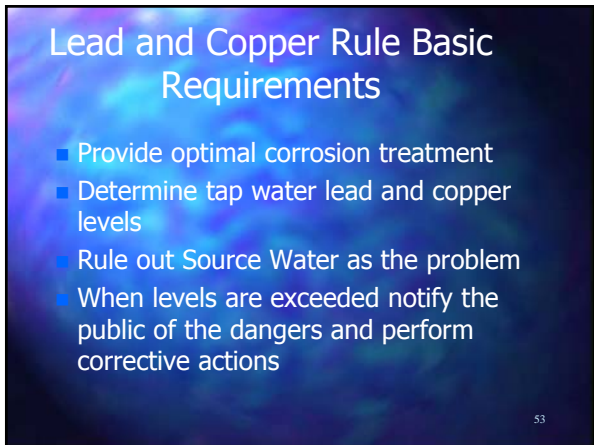 Lead and Copper Rule Basic
Requirements
■ Provide optimal corrosion treatment
■ Determine tap water lead and copper
levels
■ Rule out Source Water as the problem
■ When levels are exceeded notify the
public of the dangers and perform
corrective actions
53